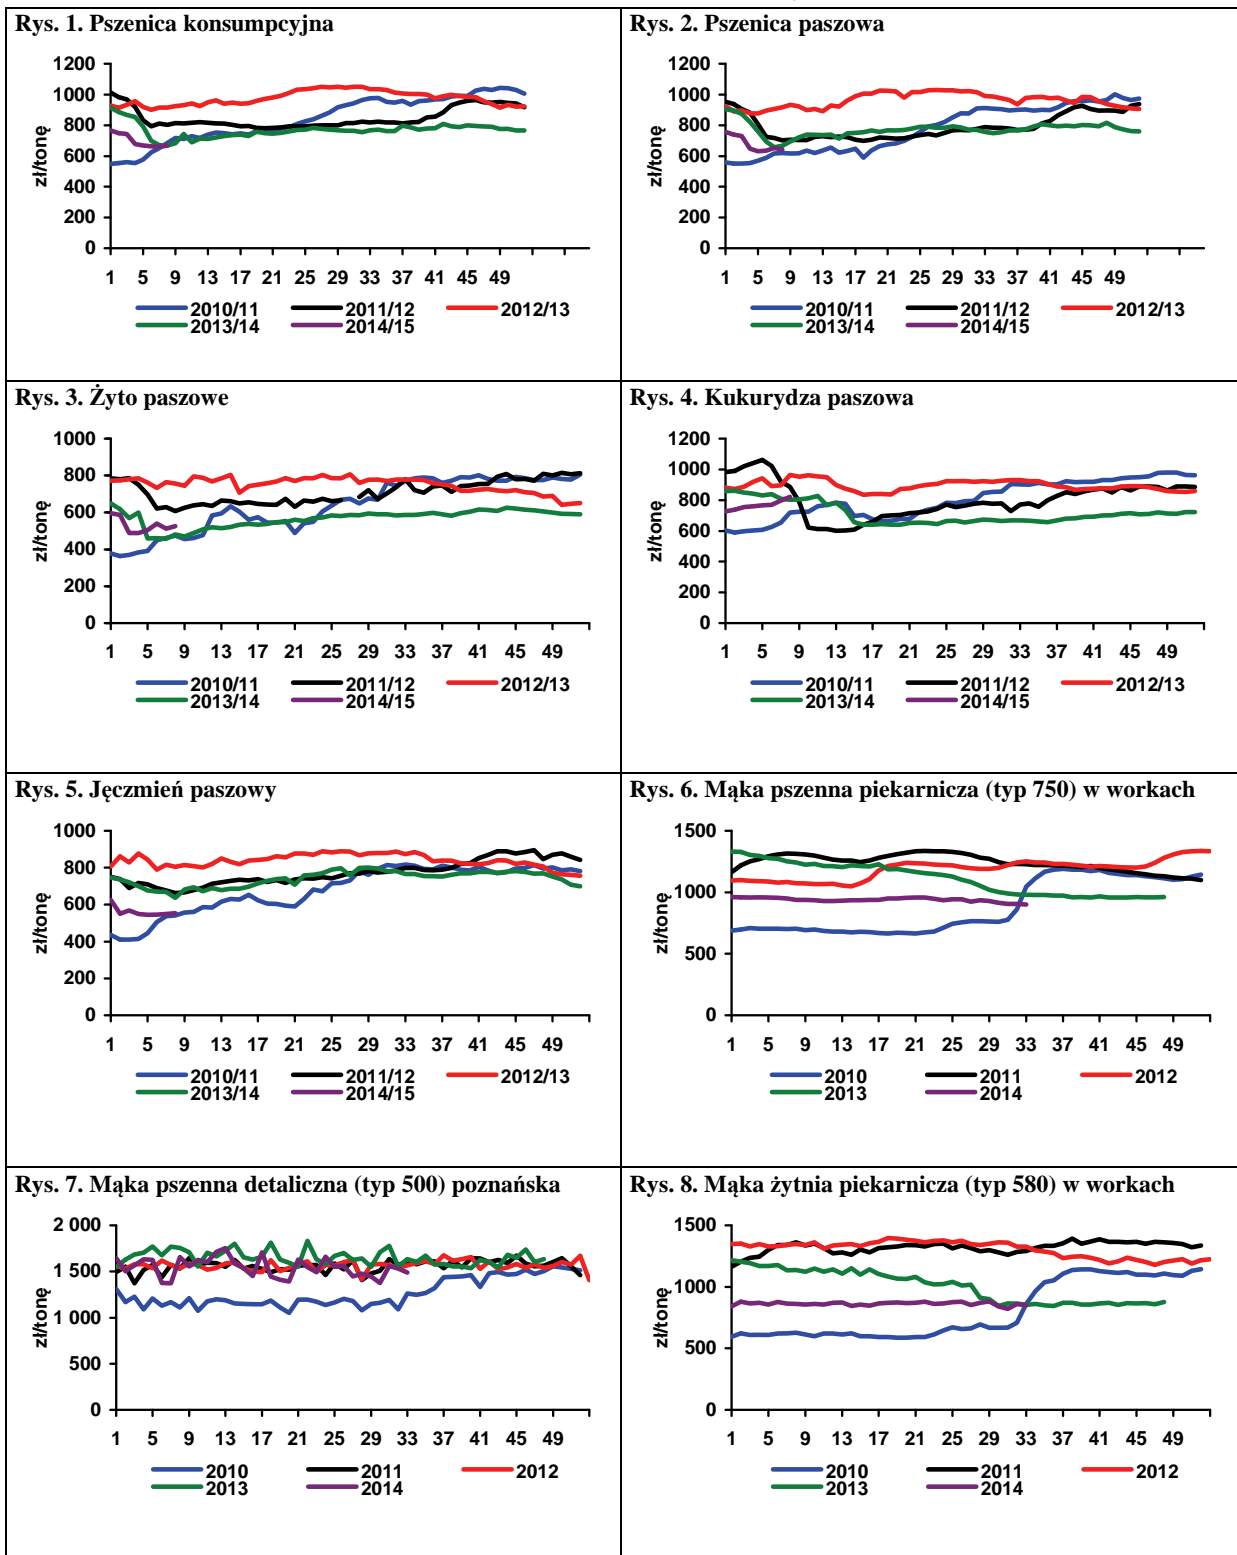 Rys. 1. Pszenica konsumpcyjna
1200
1000
800
600
400
200
0
zł/tonę
1 5 9 13 17 21 25 29 33 37 41 45 49
2010/11 2011/12 2012/13
2013/14 2014/15
Rys. 2. Pszenica paszowa
1200
1000
800
600
400
200
0
zł/tonę
1 5 9 13 17 21 25 29 33 37 41 45 49
2010/11 2011/12 2012/13
2013/14 2014/15
Rys. 3. Żyto paszowe
1000
800
600
400
200
0
zł/tonę
1 5 9 13 17 21 25 29 33 37 41 45 49
2010/11 2011/12 2012/13
2013/14 2014/15
Rys. 4. Kukurydza paszowa
1200
1000
800
600
400
200
0
zł/tonę
1 5 9 13 17 21 25 29 33 37 41 45 49
2010/11 2011/12 2012/13
2013/14 2014/15
Rys. 5. Jęczmień paszowy
1000
800
600
400
200
0
zł/tonę
1 5 9 13 17 21 25 29 33 37 41 45 49
2010/11 2011/12 2012/13
2013/14 2014/15
Rys. 6. Mąka pszenna piekarnicza (typ 750) w workach
1500
1000
500
0
zł/tonę
1 5 9 13 17 21 25 29 33 37 41 45 49
2010 2011 2012
2013 2014
Rys. 7. Mąka pszenna detaliczna (typ 500) poznańska
2 000
1 500
1 000
500
0
zł/tonę
1 5 9 13 17 21 25 29 33 37 41 45 49
2010 2011 2012
2013 2014
Rys. 8. Mąka żytnia piekarnicza (typ 580) w workach
1500
1000
500
0
zł/tonę
1 5 9 13 17 21 25 29 33 37 41 45 49
2010 2011 2012
2013 2014